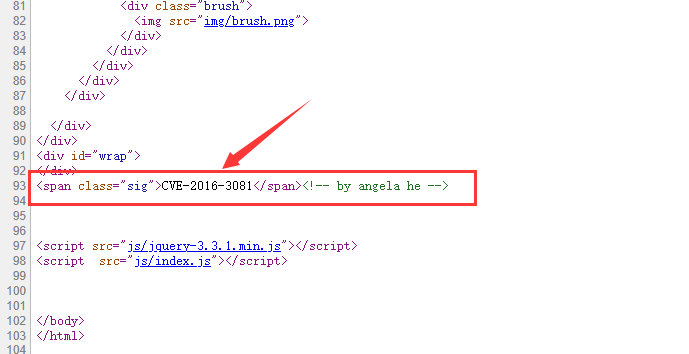 81 <div class="brush">
82 <img src="img/brush.png">
83 </div>
84 </div>
85 </div>
86 </div>
87 </div>
88
89 </div>
90 </div>
91 <div id="wrap">
92 </div>
93 <span class="sig">CVE-2016-3081</span><!-- by angela he -->
94
95
96
97 <script src="js/jquery-3.3.1.min.js"></script>
98 <script  src="js/index.js"></script>
99
100
101
102 </body>
103 </html>
104